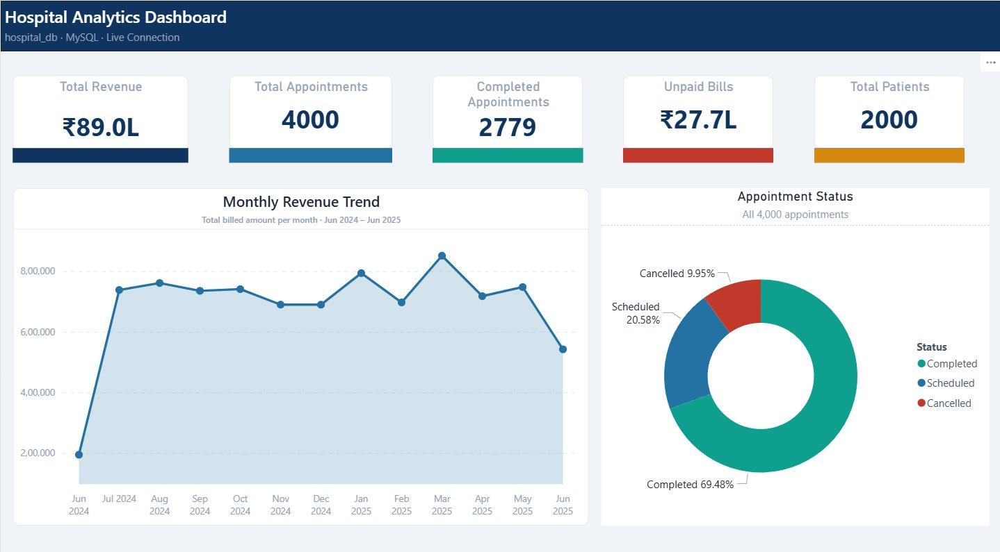 Hospital Analytics Dashboard
hospital_db · MySQL · Live Connection
Total Revenue
₹89.0L
Total Appointments
4000
Completed
Appointments
2779
Unpaid Bills
₹27.7L
Total Patients
2000
Monthly Revenue Trend
Total billed amount per month · Jun 2024 – Jun 2025
8,00,000
6,00,000
4,00,000
2,00,000
Jun
2024
Jul 2024
Aug
2024
Sep
2024
Oct
2024
Nov
2024
Dec
2024
Jan
2025
Feb
2025
Mar
2025
Apr
2025
May
2025
Jun
2025
Appointment Status
All 4,000 appointments
Cancelled 9.95%
Scheduled
20.58%
Completed 69.48%
Status
Completed
Scheduled
Cancelled